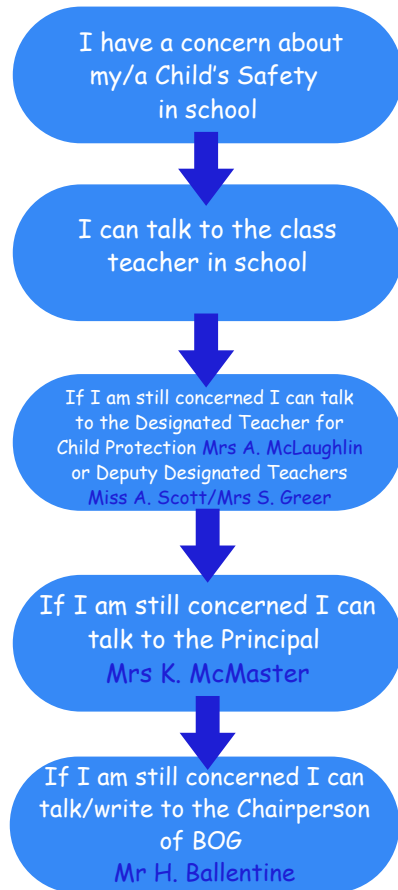 I have a concern about
my/a Child's Safety
in school
I can talk to the class
teacher in school
If I am still concerned I can talk
to the Designated Teacher for
Child Protection Mrs A. McLaughlin
or Deputy Designated Teachers
Miss A. Scott/Mrs S. Greer
If I am still concerned I can
talk to the Principal
Mrs K. McMaster
If I am still concerned I can
talk/write to the Chairperson
of BOG
Mr H. Ballentine